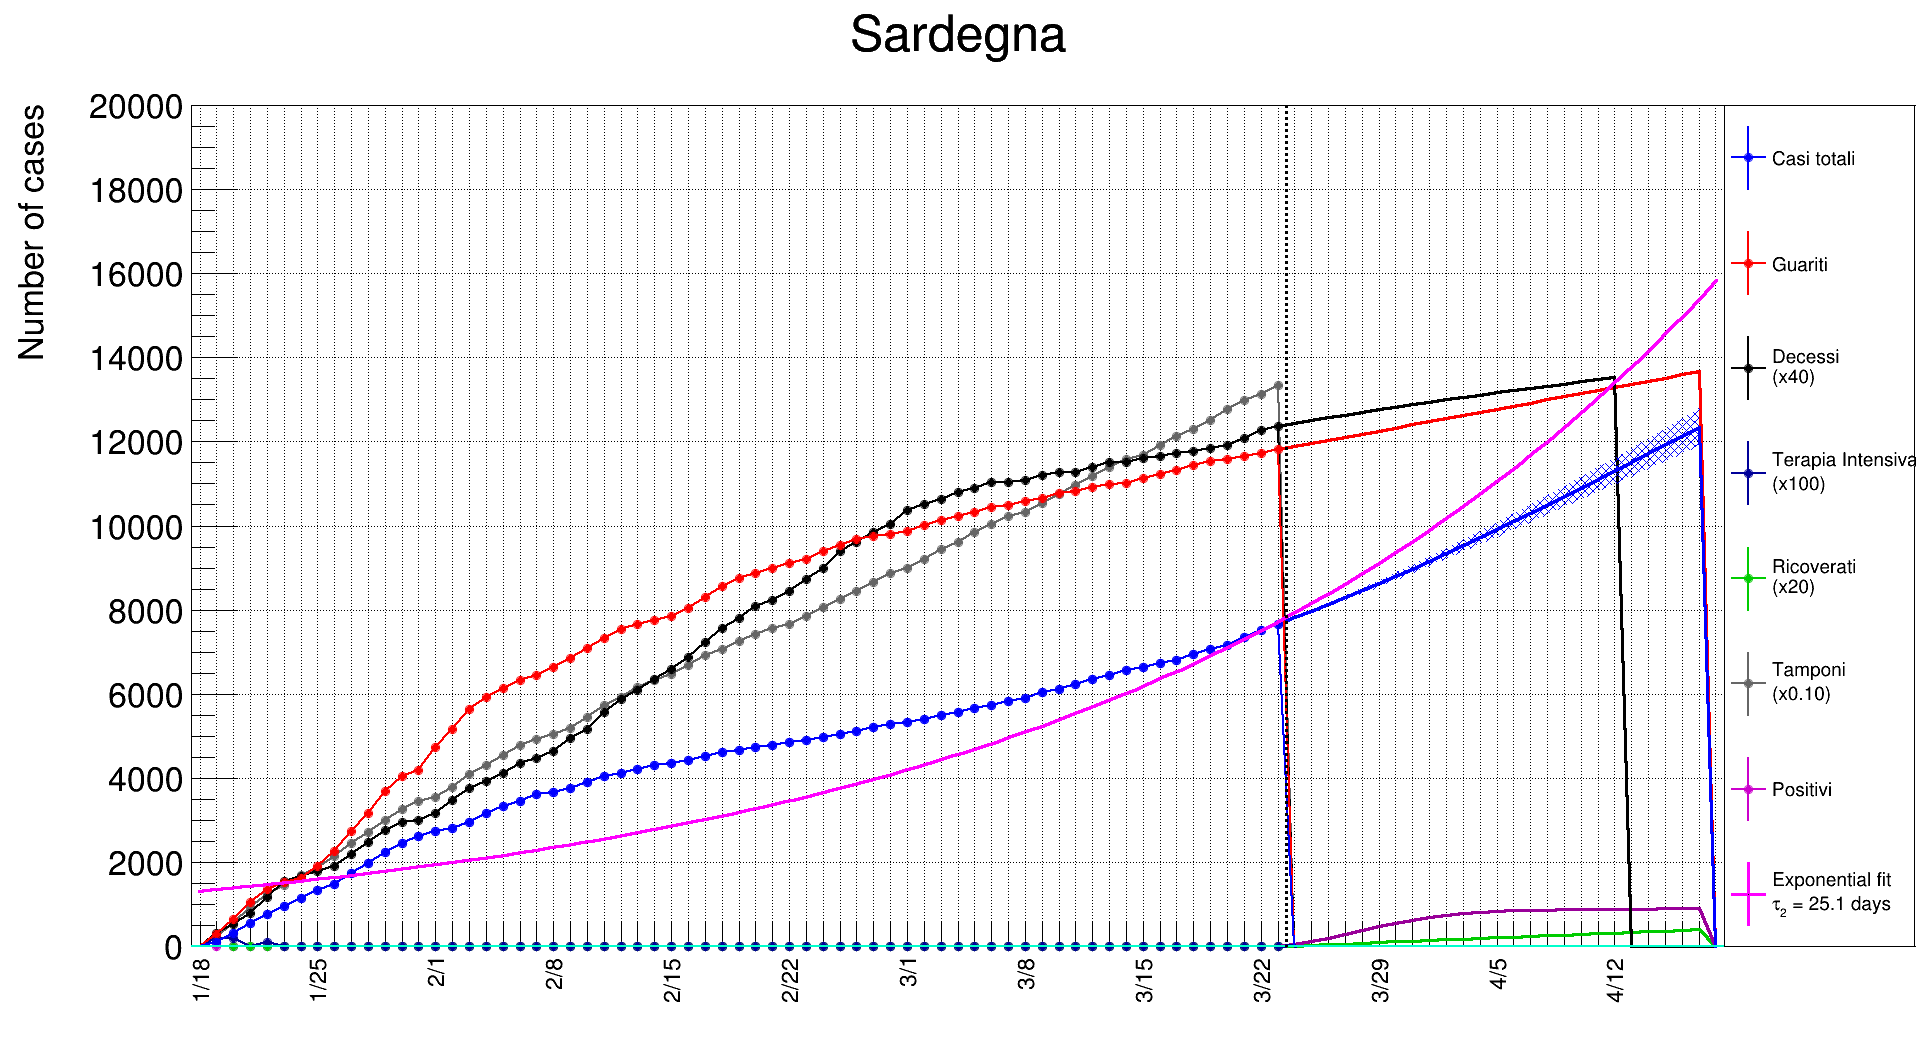 Sardegna
Number of cases
20000
18000
16000
14000
12000
10000
8000
6000
4000
2000
0
1/18
1/25
2/1
2/8
2/15
2/22
3/1
3/8
3/15
3/22
3/29
4/5
4/12
Casi totali
Guariti
Decessi
(x40)
Terapia Intensiva
(x100)
Ricoverati
(x20)
Tamponi
(x0.10)
Positivi
Exponential fit
τ₂ = 25.1 days